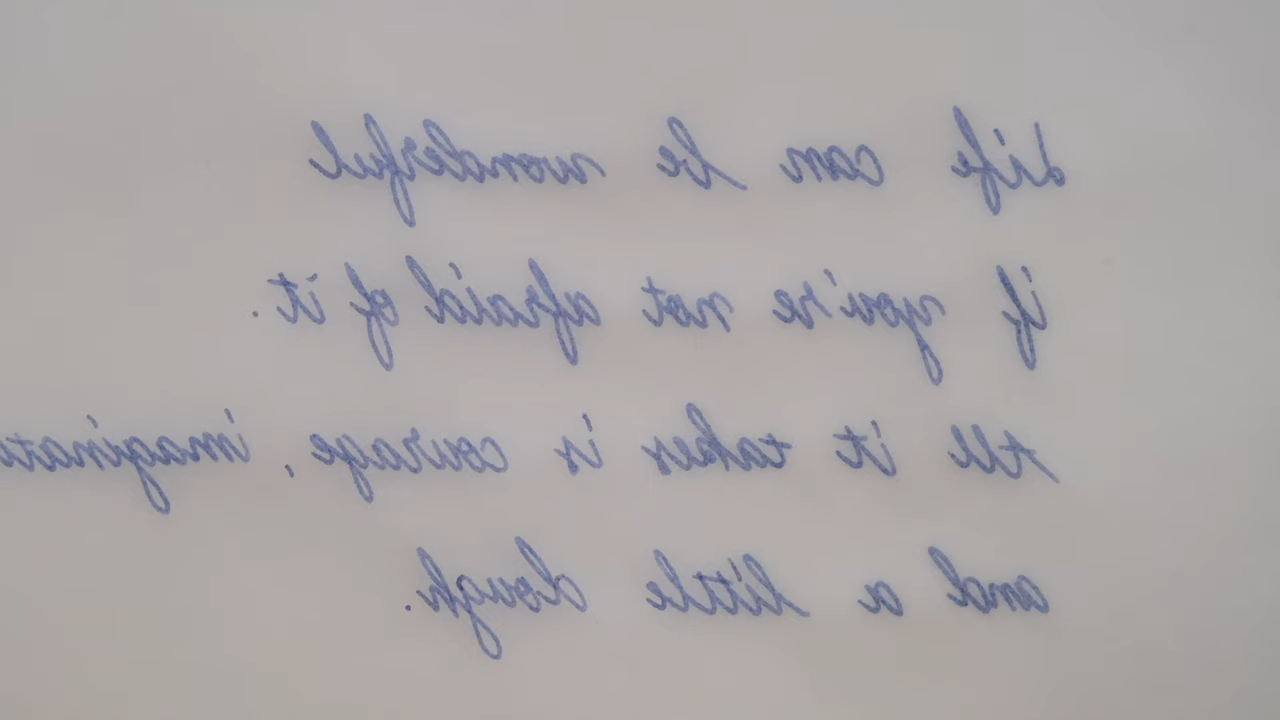 Life can be wonderful
if you're not afraid of it.
All it takes is courage, imaginati
and a little dough.